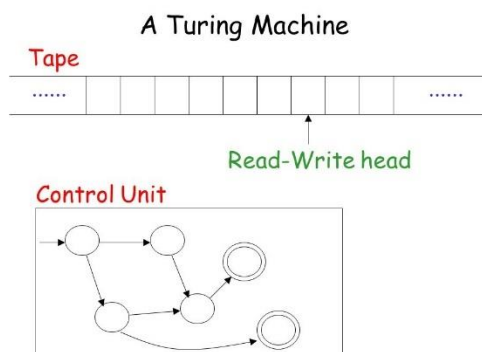 A Turing Machine
Tape
...... ......
Read-Write head
Control Unit